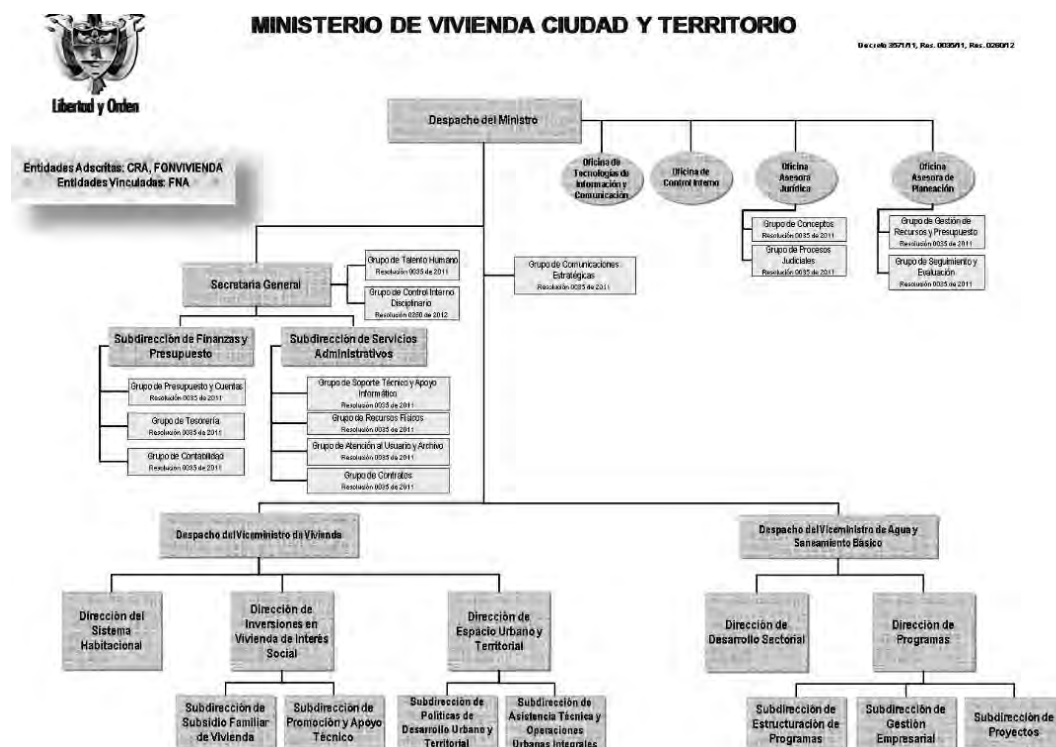 MINISTERIO DE VIVIENDA CIUDAD Y TERRITORIO
Decreto 3571/11, Res. 0035/11, Res. 0260/12
Libertad y Orden
Despacho del Ministro
Entidades Adscritas: CRA, FONVIVIENDA
Entidades Vinculadas: FNA
Oficina de
Tecnologías de
Información y
Comunicación
Oficina de
Control Interno
Oficina
Asesora
Jurídica
Oficina
Asesora de
Planeación
Grupo de Conceptos
Resolución 0035 de 2011
Grupo de Procesos
Judiciales
Resolución 0035 de 2011
Grupo de Gestión de
Recursos y Presupuesto
Resolución 0035 de 2011
Grupo de Seguimiento y
Evaluación
Resolución 0035 de 2011
Grupo de Comunicaciones
Estratégicas
Resolución 0035 de 2011
Secretaria General
Grupo de Talento Humano
Resolución 0035 de 2011
Grupo de Control Interno
Disciplinario
Resolución 0260 de 2012
Subdirección de Finanzas y
Presupuesto
Grupo de Presupuesto y Cuentas
Resolución 0035 de 2011
Grupo de Tesorería
Resolución 0035 de 2011
Grupo de Contabilidad
Resolución 0035 de 2011
Subdirección de Servicios
Administrativos
Grupo de Soporte Técnico y Apoyo
Informático
Resolución 0035 de 2011
Grupo de Recursos Físicos
Resolución 0035 de 2011
Grupo de Atención al Usuario y Archivo
Resolución 0035 de 2011
Grupo de Contratos
Resolución 0035 de 2011
Despacho del Viceministro de Vivienda
Despacho del Viceministro de Agua y
Saneamiento Básico
Dirección del
Sistema
Habitacional
Dirección de
Inversiones en
Vivienda de Interés
Social
Dirección de
Espacio Urbano y
Territorial
Dirección de
Desarrollo Sectorial
Dirección de
Programas
Subdirección de
Subsidio Familiar
de Vivienda
Subdirección de
Promoción y Apoyo
Técnico
Subdirección de
Políticas de
Desarrollo Urbano y
Territorial
Subdirección de
Asistencia Técnica y
Operaciones
Urbanas Integrales
Subdirección de
Estructuración de
Programas
Subdirección de
Gestión
Empresarial
Subdirección de
Proyectos